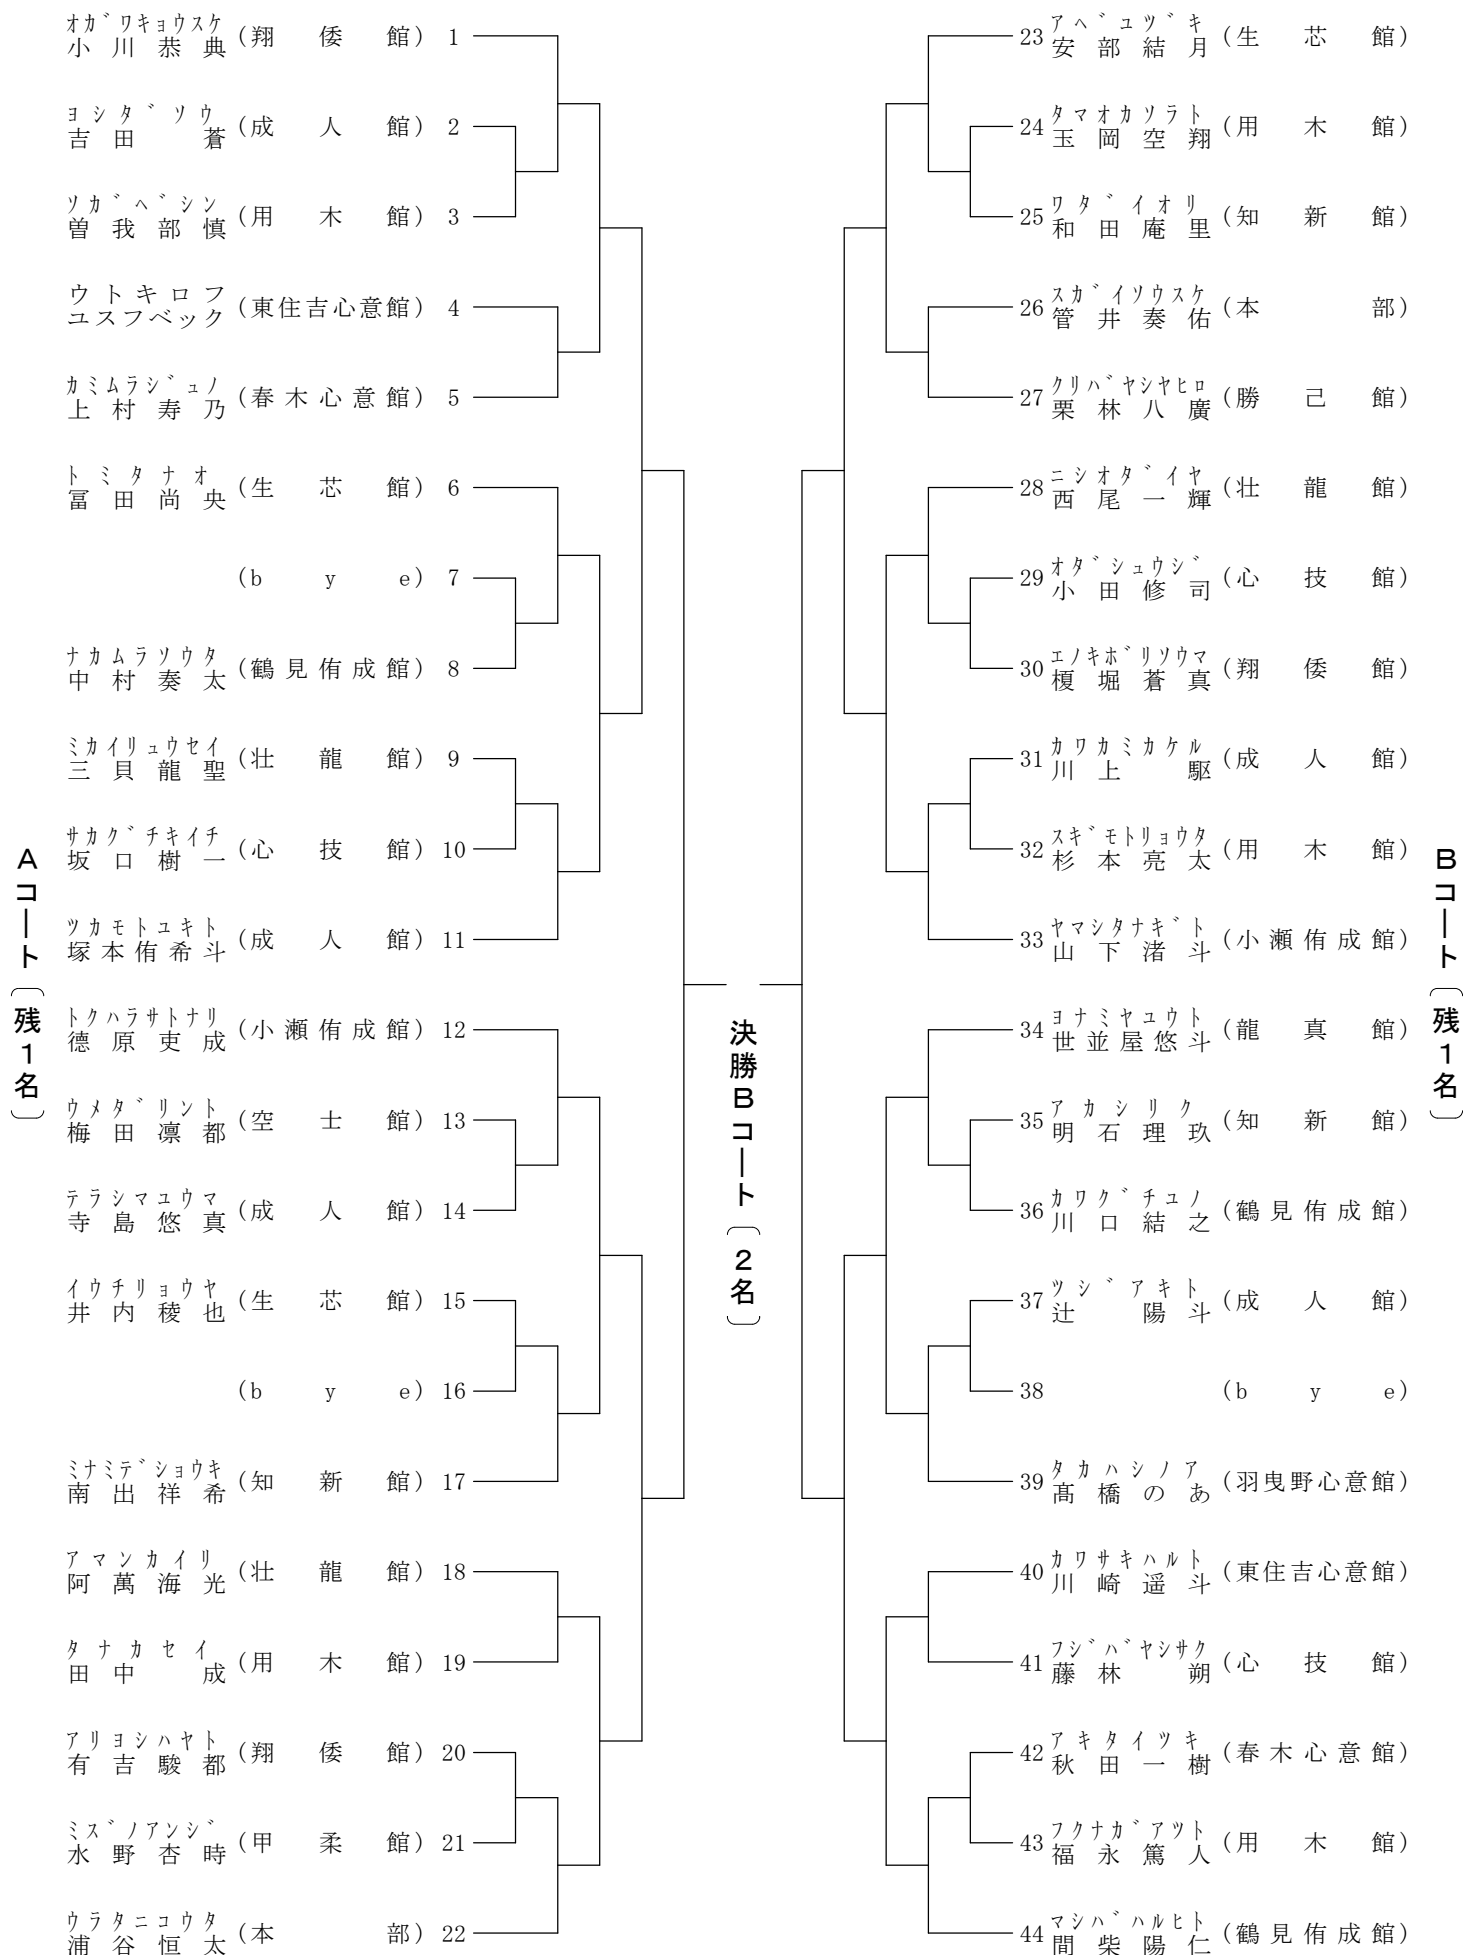 Aコート〔残1名〕
オガワキョウスケ
小川恭典 (翔倭館) 1
ヨシダソウ
吉田蒼 (成人館) 2
ソガベシン
曽我部慎 (用木館) 3
ウトキロフ
ユスフベック (東住吉心意館) 4
カミムラジュノ
上村寿乃 (春木心意館) 5
トミタナオ
冨田尚央 (生芯館) 6
(bye) 7
ナカムラソウタ
中村奏太 (鶴見侑成館) 8
ミカイリュウセイ
三貝龍聖 (壮龍館) 9
サカグチキイチ
坂口樹一 (心技館) 10
ツカモトユキト
塚本侑希斗 (成人館) 11
トクハラサトナリ
德原吏成 (小瀬侑成館) 12
ウメダリント
梅田凛都 (空士館) 13
テラシマユウマ
寺島悠真 (成人館) 14
イウチリョウヤ
井内稜也 (生芯館) 15
(bye) 16
ミナミデショウキ
南出祥希 (知新館) 17
アマンカイリ
阿萬海光 (壮龍館) 18
タナカセイ
田中成 (用木館) 19
アリヨシハヤト
有吉駿都 (翔倭館) 20
ミズノアンジ
水野杏時 (甲柔館) 21
ウラタニコウタ
浦谷恒太 (本部) 22
決勝Bコート〔2名〕
アベユヅキ
23 安部結月 (生芯館)
タマオカソラト
24 玉岡空翔 (用木館)
ワダイオリ
25 和田庵里 (知新館)
スガイソウスケ
26 管井奏佑 (本部)
クリバヤシヤヒロ
27 栗林八廣 (勝己館)
ニシオダイヤ
28 西尾一輝 (壮龍館)
オダシュウジ
29 小田修司 (心技館)
エノキボリソウマ
30 榎堀蒼真 (翔倭館)
カワカミカケル
31 川上駆 (成人館)
スギモトリョウタ
32 杉本亮太 (用木館)
ヤマシタナギト
33 山下渚斗 (小瀬侑成館)
ヨナミヤユウト
34 世並屋悠斗 (龍真館)
アカシリク
35 明石理玖 (知新館)
カワグチユノ
36 川口結之 (鶴見侑成館)
ツジアキト
37 辻陽斗 (成人館)
38 (bye)
タカハシノア
39 髙橋のあ (羽曳野心意館)
カワサキハルト
40 川崎遥斗 (東住吉心意館)
フジバヤシサク
41 藤林朔 (心技館)
アキタイツキ
42 秋田一樹 (春木心意館)
フクナガアツト
43 福永篤人 (用木館)
マシバハルヒト
44 間柴陽仁 (鶴見侑成館)
Bコート〔残1名〕